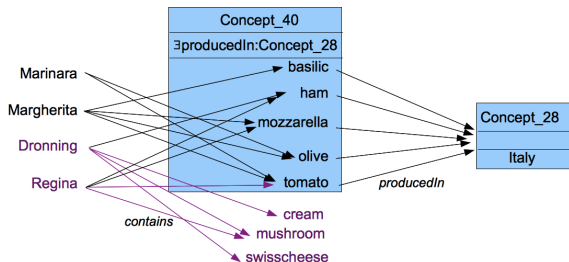 Concept_40
∃producedIn:Concept_28
basilic
Marinara
ham
Margherita
mozzarella
Concept_28
Dronning
olive
Italy
Regina
tomato
producedIn
contains
cream
mushroom
swisscheese